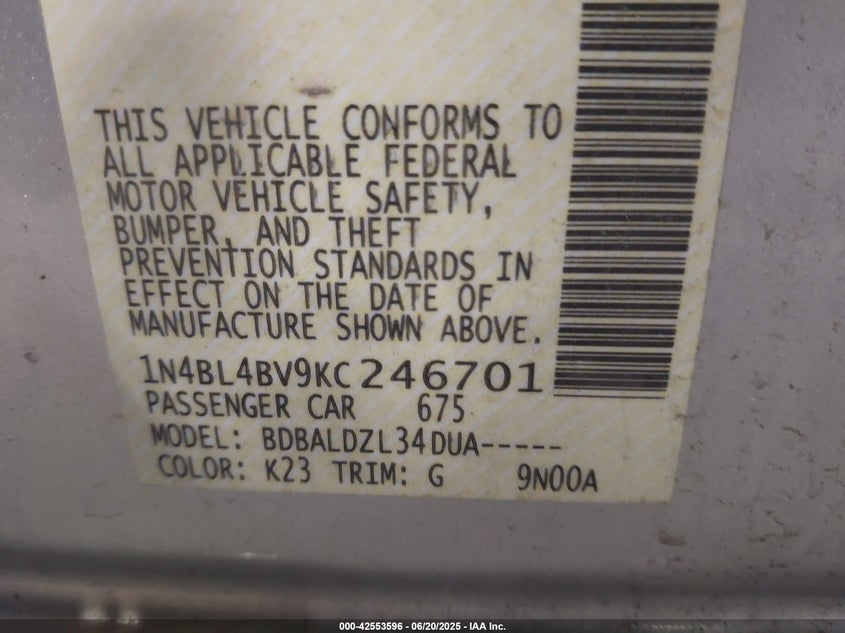 THIS VEHICLE CONFORMS TO
ALL APPLICABLE FEDERAL
MOTOR VEHICLE SAFETY,
BUMPER, AND THEFT
PREVENTION STANDARDS IN
EFFECT ON THE DATE OF
MANUFACTURE SHOWN ABOVE.
1N4BL4BV9KC246701
PASSENGER CAR 675
MODEL: BDBALDZL34DUA-----
COLOR: K23 TRIM: G 9N00A
000-42553596 - 06/20/2025 - IAA Inc.